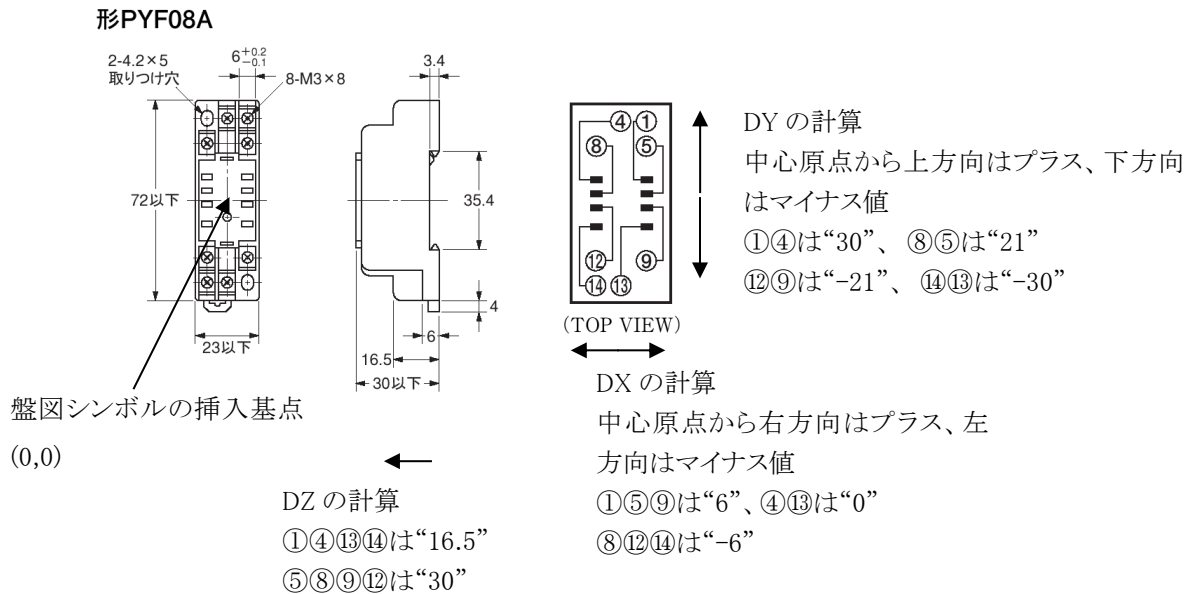 形PYF08A
2-4.2×5
取りつけ穴
6+0.2
-0.1
8-M3×8
72以下
23以下
3.4
35.4
4
6
16.5
30以下
④①
⑧ ⑤
⑫ ⑨
⑭⑬
(TOP VIEW)
DY の計算
中心原点から上方向はプラス、下方向
はマイナス値
①④は“30”、 ⑧⑤は“21”
⑫⑨は“-21”、 ⑭⑬は“-30”
盤図シンボルの挿入基点
(0,0)
DZ の計算
①④⑬⑭は“16.5”
⑤⑧⑨⑫は“30”
DX の計算
中心原点から右方向はプラス、左
方向はマイナス値
①⑤⑨は“6”、④⑬は“0”
⑧⑫⑭は“-6”